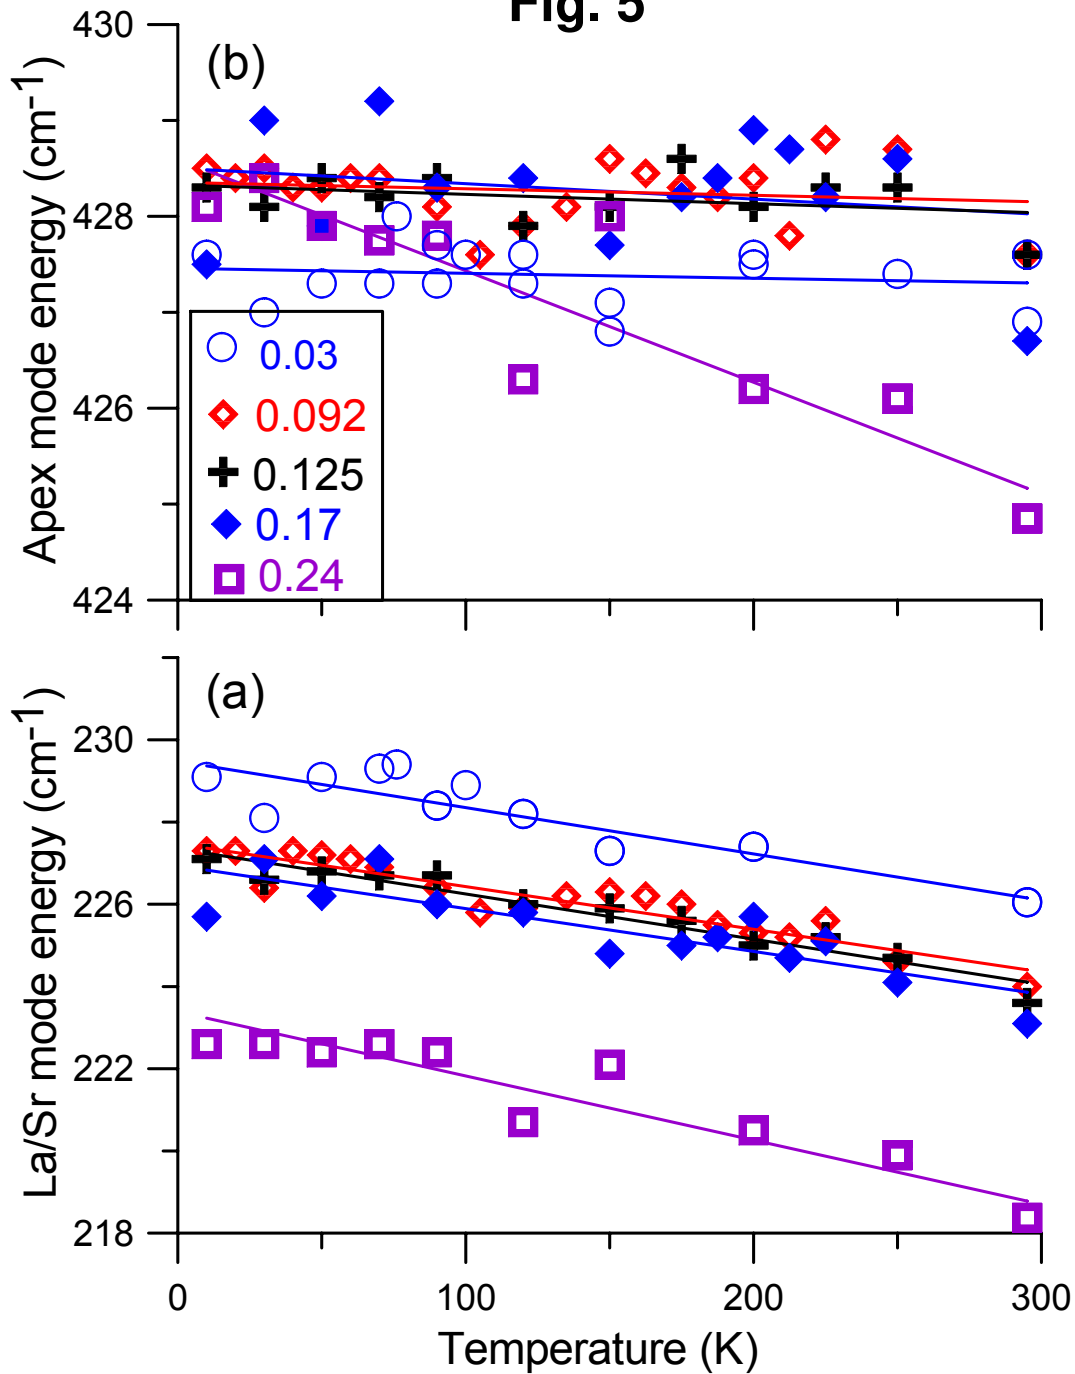 Fig. 5
430
(b)
428
426
424
Apex mode energy (cm⁻¹)
0.03
0.092
0.125
0.17
0.24
(a)
230
226
222
218
La/Sr mode energy (cm⁻¹)
0 100 200 300
Temperature (K)